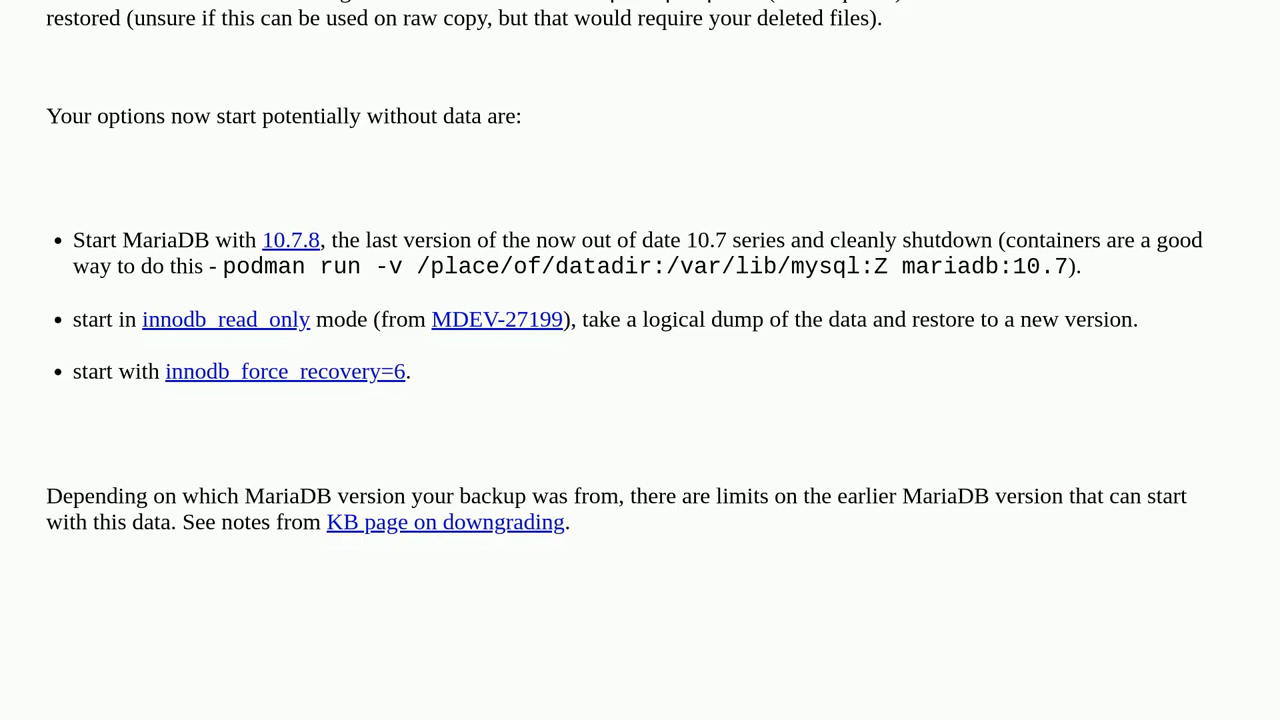 restored (unsure if this can be used on raw copy, but that would require your deleted files).
Your options now start potentially without data are:
• Start MariaDB with 10.7.8, the last version of the now out of date 10.7 series and cleanly shutdown (containers are a good
way to do this - podman run -v /place/of/datadir:/var/lib/mysql:Z mariadb:10.7).
• start in innodb_read_only mode (from MDEV-27199), take a logical dump of the data and restore to a new version.
• start with innodb_force_recovery=6.
Depending on which MariaDB version your backup was from, there are limits on the earlier MariaDB version that can start
with this data. See notes from KB page on downgrading.